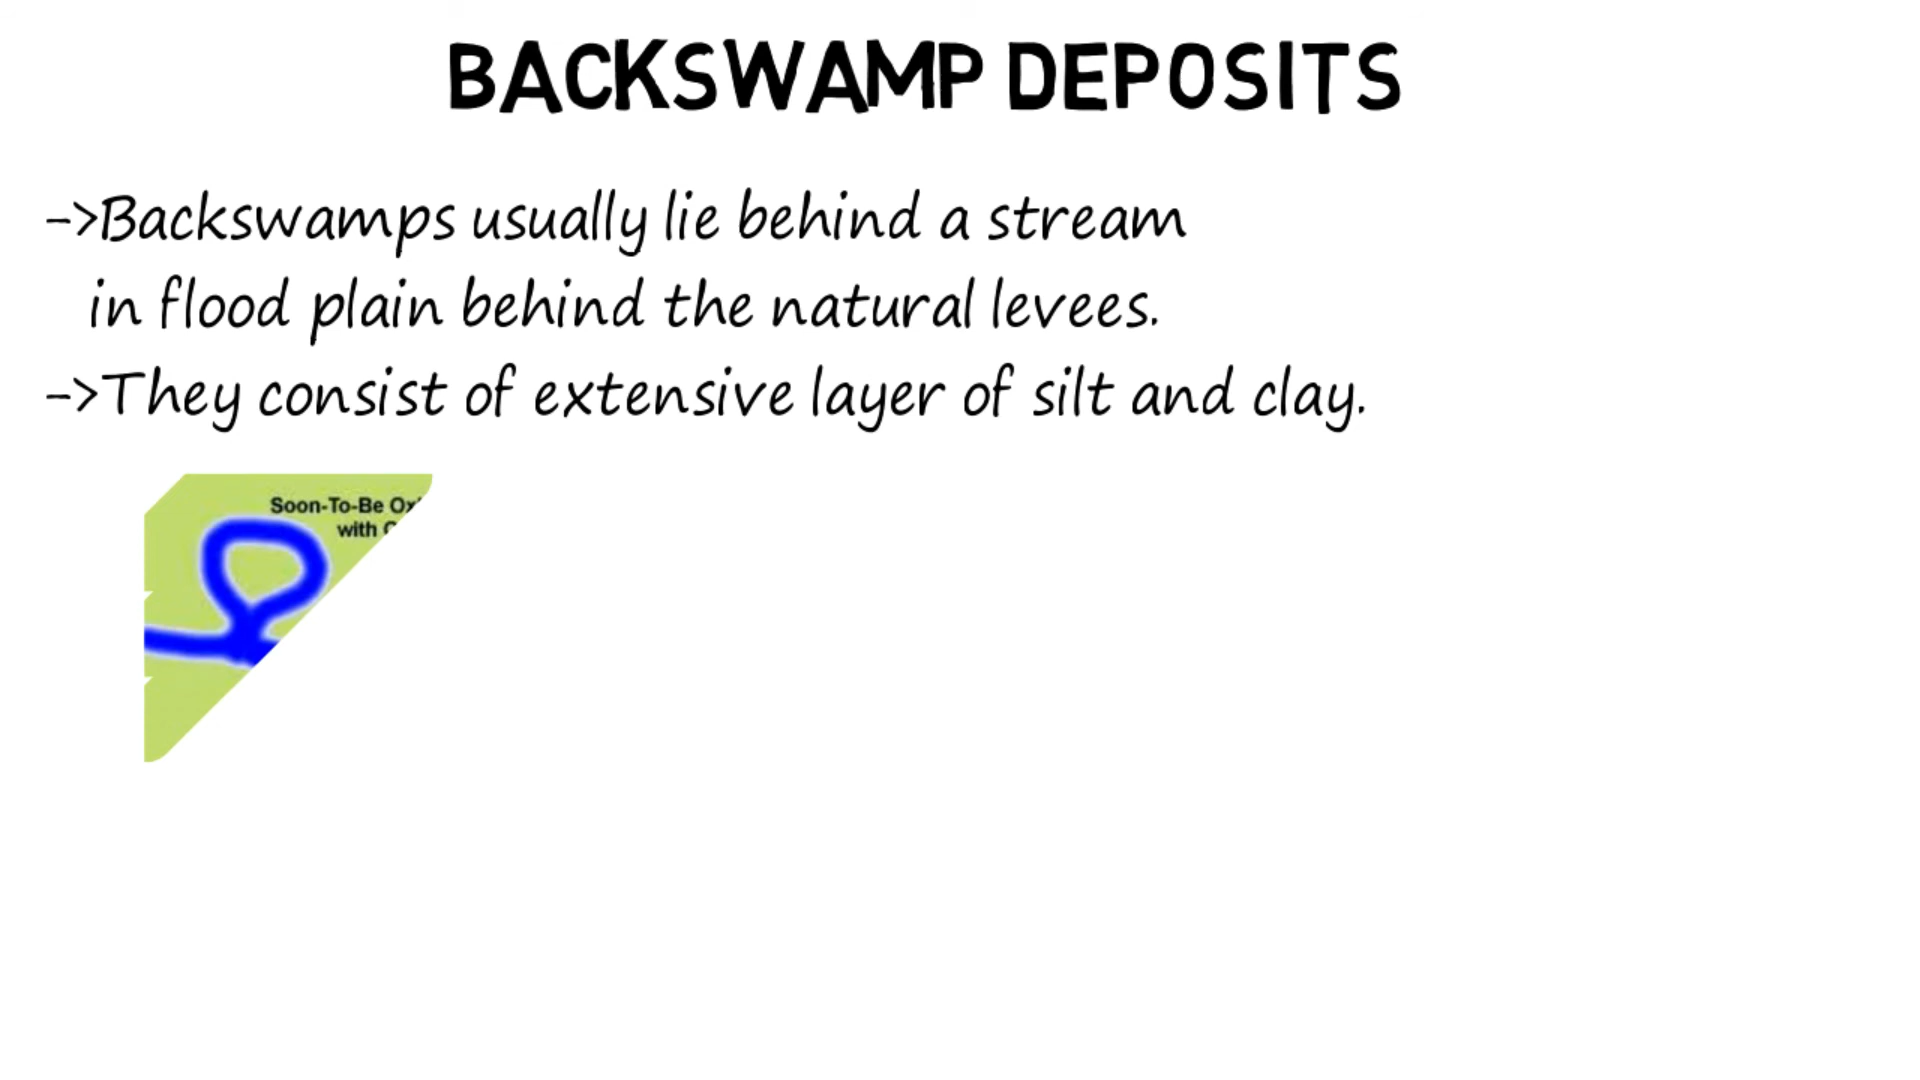 BACKSWAMP DEPOSITS
->Backswamps usually lie behind a stream
in flood plain behind the natural levees.
->They consist of extensive layer of silt and clay.
Soon-To-Be
with